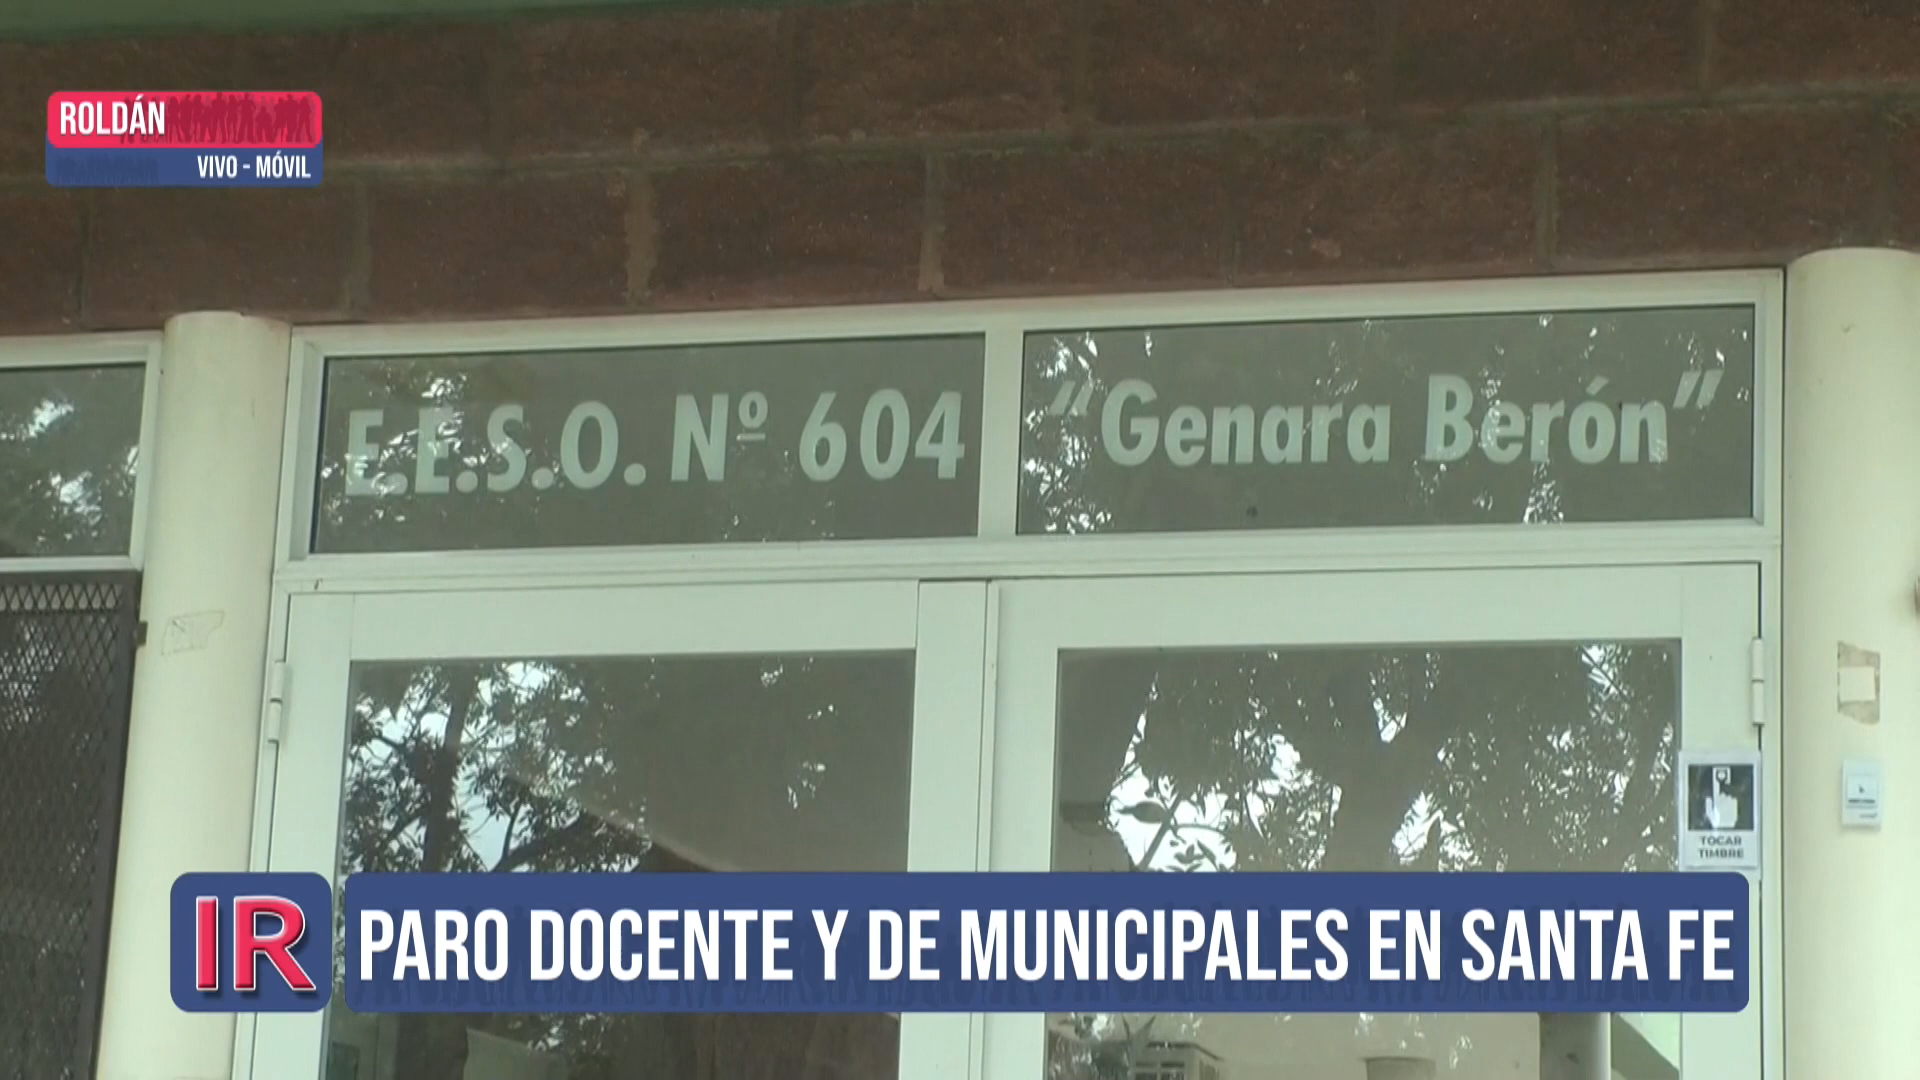 ROLDÁN
VIVO - MÓVIL
E.E.S.O. Nº 604 "Genara Berón"
TOCAR
TIMBRE
IR
PARO DOCENTE Y DE MUNICIPALES EN SANTA FE